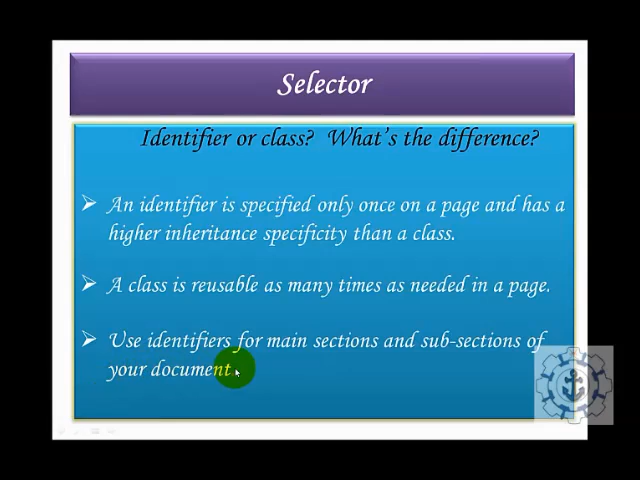 Selector
Identifier or class? What's the difference?
An identifier is specified only once on a page and has a
higher inheritance specificity than a class.
A class is reusable as many times as needed in a page.
Use identifiers for main sections and sub-sections of
your document.